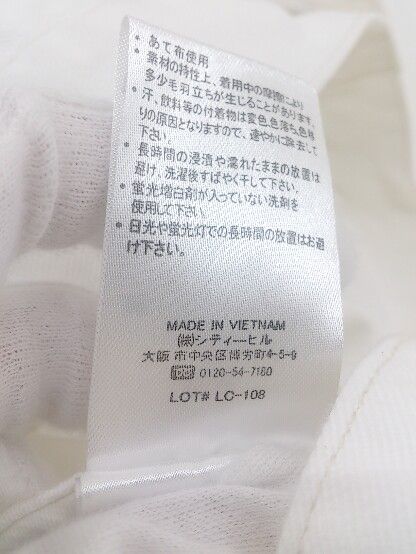 ・あて布使用
・素材の特性上、着用中の摩擦により
多少毛羽立ちが生じることがあります。
・汗、飲料等の付着物は変色、色落ち、色移
りの原因となりますので、速やかに除去して
下さい。
・長時間の浸漬や濡れたままの放置は
避け、洗濯後すばやく干して下さい。
・蛍光増白剤が入っていない洗剤を
使用して下さい。
・日光や蛍光灯での長時間の放置はお避
け下さい。
MADE IN VIETNAM
㈱シティーヒル
大阪市中央区博労町4-5-9
0120-54-7180
LOT# LC-108